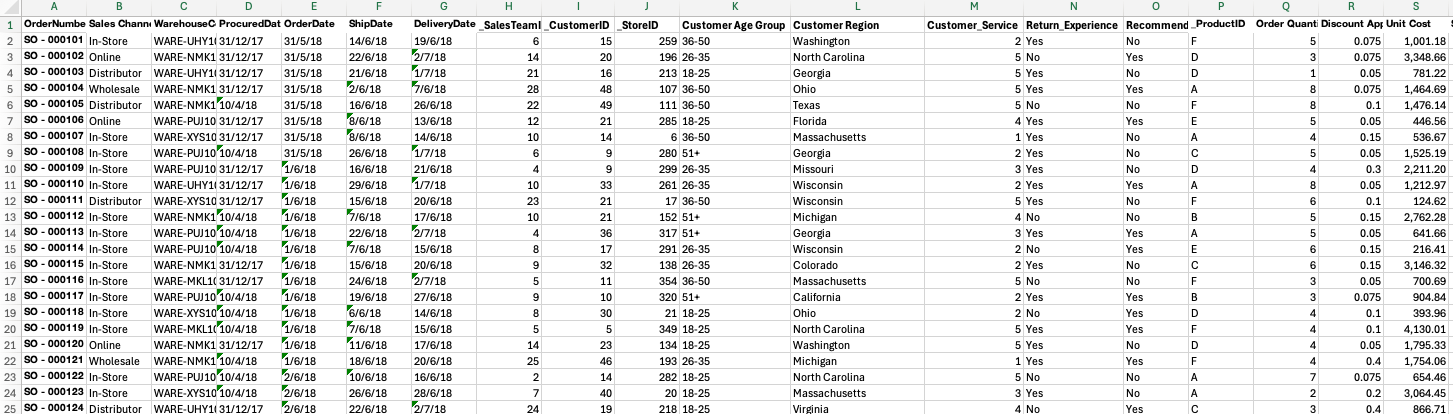 A B C D E F G H I J K L M N O P Q R S
1 OrderNumbe Sales Channe WarehouseC ProcuredDat OrderDate ShipDate DeliveryDate _SalesTeamI _CustomerID _StoreID Customer Age Group Customer Region Customer_Service Return_Experience Recommend _ProductID Order Quanti Discount App Unit Cost
2 SO - 000101 In-Store WARE-UHY1 31/12/17 31/5/18 14/6/18 19/6/18 6 15 259 36-50 Washington 2 Yes No F 5 0.075 1,001.18
3 SO - 000102 Online WARE-NMK1 31/12/17 31/5/18 22/6/18 2/7/18 14 20 196 26-35 North Carolina 5 No Yes D 3 0.075 3,348.66
4 SO - 000103 Distributor WARE-UHY1 31/12/17 31/5/18 21/6/18 1/7/18 21 16 213 18-25 Georgia 5 Yes No D 1 0.05 781.22
5 SO - 000104 Wholesale WARE-NMK1 31/12/17 31/5/18 2/6/18 7/6/18 28 48 107 36-50 Ohio 5 Yes Yes A 8 0.075 1,464.69
6 SO - 000105 Distributor WARE-NMK1 10/4/18 31/5/18 16/6/18 26/6/18 22 49 111 36-50 Texas 5 No No F 8 0.1 1,476.14
7 SO - 000106 Online WARE-PUJ10 31/12/17 31/5/18 8/6/18 13/6/18 12 21 285 18-25 Florida 4 Yes Yes E 5 0.05 446.56
8 SO - 000107 In-Store WARE-XYS10 31/12/17 31/5/18 8/6/18 14/6/18 10 14 6 36-50 Massachusetts 1 Yes No A 4 0.15 536.67
9 SO - 000108 In-Store WARE-PUJ10 10/4/18 31/5/18 26/6/18 1/7/18 6 9 280 51+ Georgia 2 Yes No C 5 0.05 1,525.19
10 SO - 000109 In-Store WARE-PUJ10 31/12/17 1/6/18 16/6/18 21/6/18 4 9 299 26-35 Missouri 3 Yes No D 4 0.3 2,211.20
11 SO - 000110 In-Store WARE-UHY1 31/12/17 1/6/18 29/6/18 1/7/18 10 33 261 26-35 Wisconsin 2 Yes Yes A 8 0.05 1,212.97
12 SO - 000111 Distributor WARE-XYS10 31/12/17 1/6/18 15/6/18 20/6/18 23 21 17 36-50 Wisconsin 5 Yes No F 6 0.1 124.62
13 SO - 000112 In-Store WARE-NMK1 10/4/18 1/6/18 7/6/18 17/6/18 10 21 152 51+ Michigan 4 No No B 5 0.15 2,762.28
14 SO - 000113 In-Store WARE-PUJ10 10/4/18 1/6/18 22/6/18 2/7/18 4 36 317 51+ Georgia 3 Yes Yes A 5 0.05 641.66
15 SO - 000114 In-Store WARE-PUJ10 10/4/18 1/6/18 7/6/18 15/6/18 8 17 291 26-35 Wisconsin 2 No Yes E 6 0.15 216.41
16 SO - 000115 In-Store WARE-NMK1 31/12/17 1/6/18 15/6/18 20/6/18 9 32 138 26-35 Colorado 2 Yes No C 6 0.15 3,146.32
17 SO - 000116 In-Store WARE-MKL10 31/12/17 1/6/18 24/6/18 2/7/18 5 11 354 36-50 Massachusetts 5 No No F 3 0.05 700.69
18 SO - 000117 In-Store WARE-PUJ10 10/4/18 1/6/18 19/6/18 27/6/18 9 10 320 51+ California 2 Yes Yes B 3 0.075 904.84
19 SO - 000118 In-Store WARE-XYS10 10/4/18 1/6/18 6/6/18 14/6/18 8 30 21 18-25 Ohio 2 No Yes D 4 0.1 393.96
20 SO - 000119 In-Store WARE-MKL10 10/4/18 1/6/18 7/6/18 15/6/18 5 5 349 18-25 North Carolina 5 Yes Yes F 4 0.1 4,130.01
21 SO - 000120 Online WARE-NMK1 31/12/17 1/6/18 11/6/18 17/6/18 14 23 134 18-25 Washington 5 Yes No D 4 0.05 1,795.33
22 SO - 000121 Wholesale WARE-NMK1 10/4/18 1/6/18 18/6/18 20/6/18 25 46 193 26-35 Michigan 1 Yes Yes F 4 0.4 1,754.06
23 SO - 000122 In-Store WARE-PUJ10 10/4/18 2/6/18 10/6/18 16/6/18 2 14 282 18-25 North Carolina 5 No No A 7 0.075 654.46
24 SO - 000123 In-Store WARE-XYS10 10/4/18 2/6/18 26/6/18 28/6/18 7 40 20 18-25 Massachusetts 3 Yes No A 2 0.2 3,064.45
25 SO - 000124 Distributor WARE-UHY1 31/12/17 2/6/18 22/6/18 2/7/18 24 19 218 18-25 Virginia 4 No Yes C 3 0.4 866.71